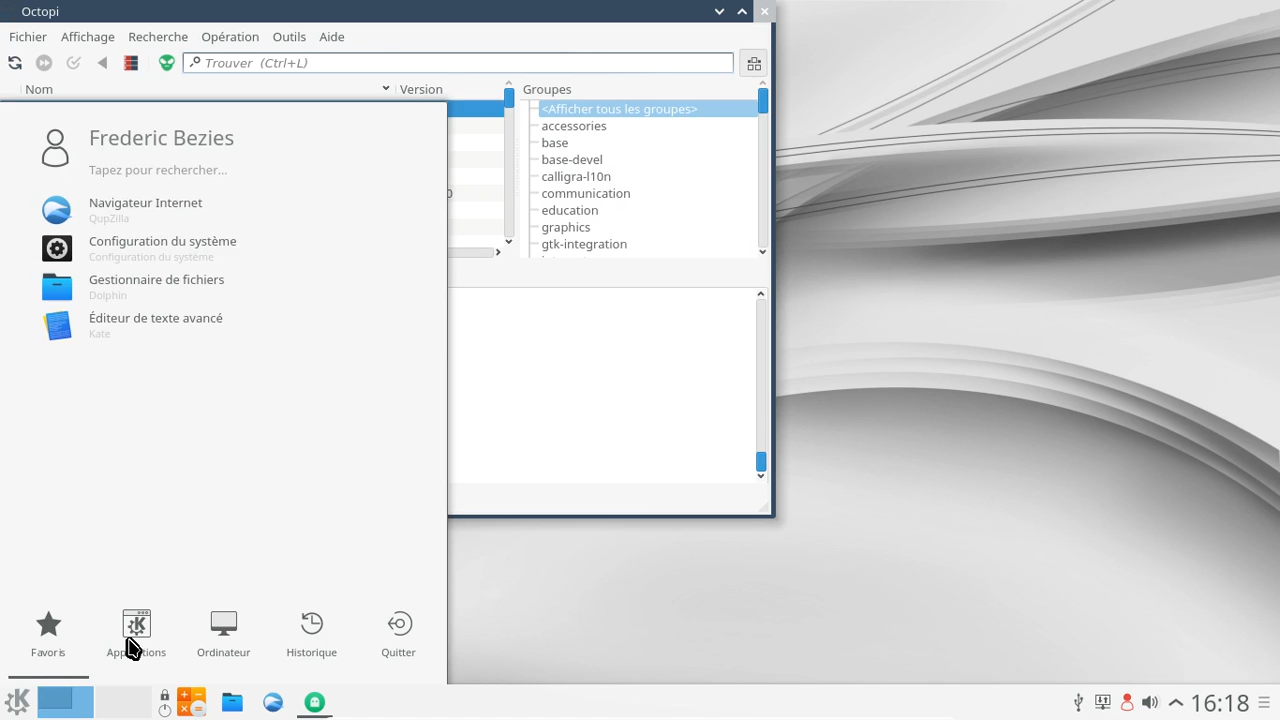 Octopi
Fichier Affichage Recherche Opération Outils Aide
Trouver (Ctrl+L)
Nom Version Groupes
<Afficher tous les groupes>
accessories
base
base-devel
calligra-l10n
communication
education
graphics
gtk-integration
Frederic Bezies
Tapez pour rechercher...
Navigateur Internet
QupZilla
Configuration du système
Configuration du système
Gestionnaire de fichiers
Dolphin
Éditeur de texte avancé
Kate
Favoris Applications Ordinateur Historique Quitter
16:18